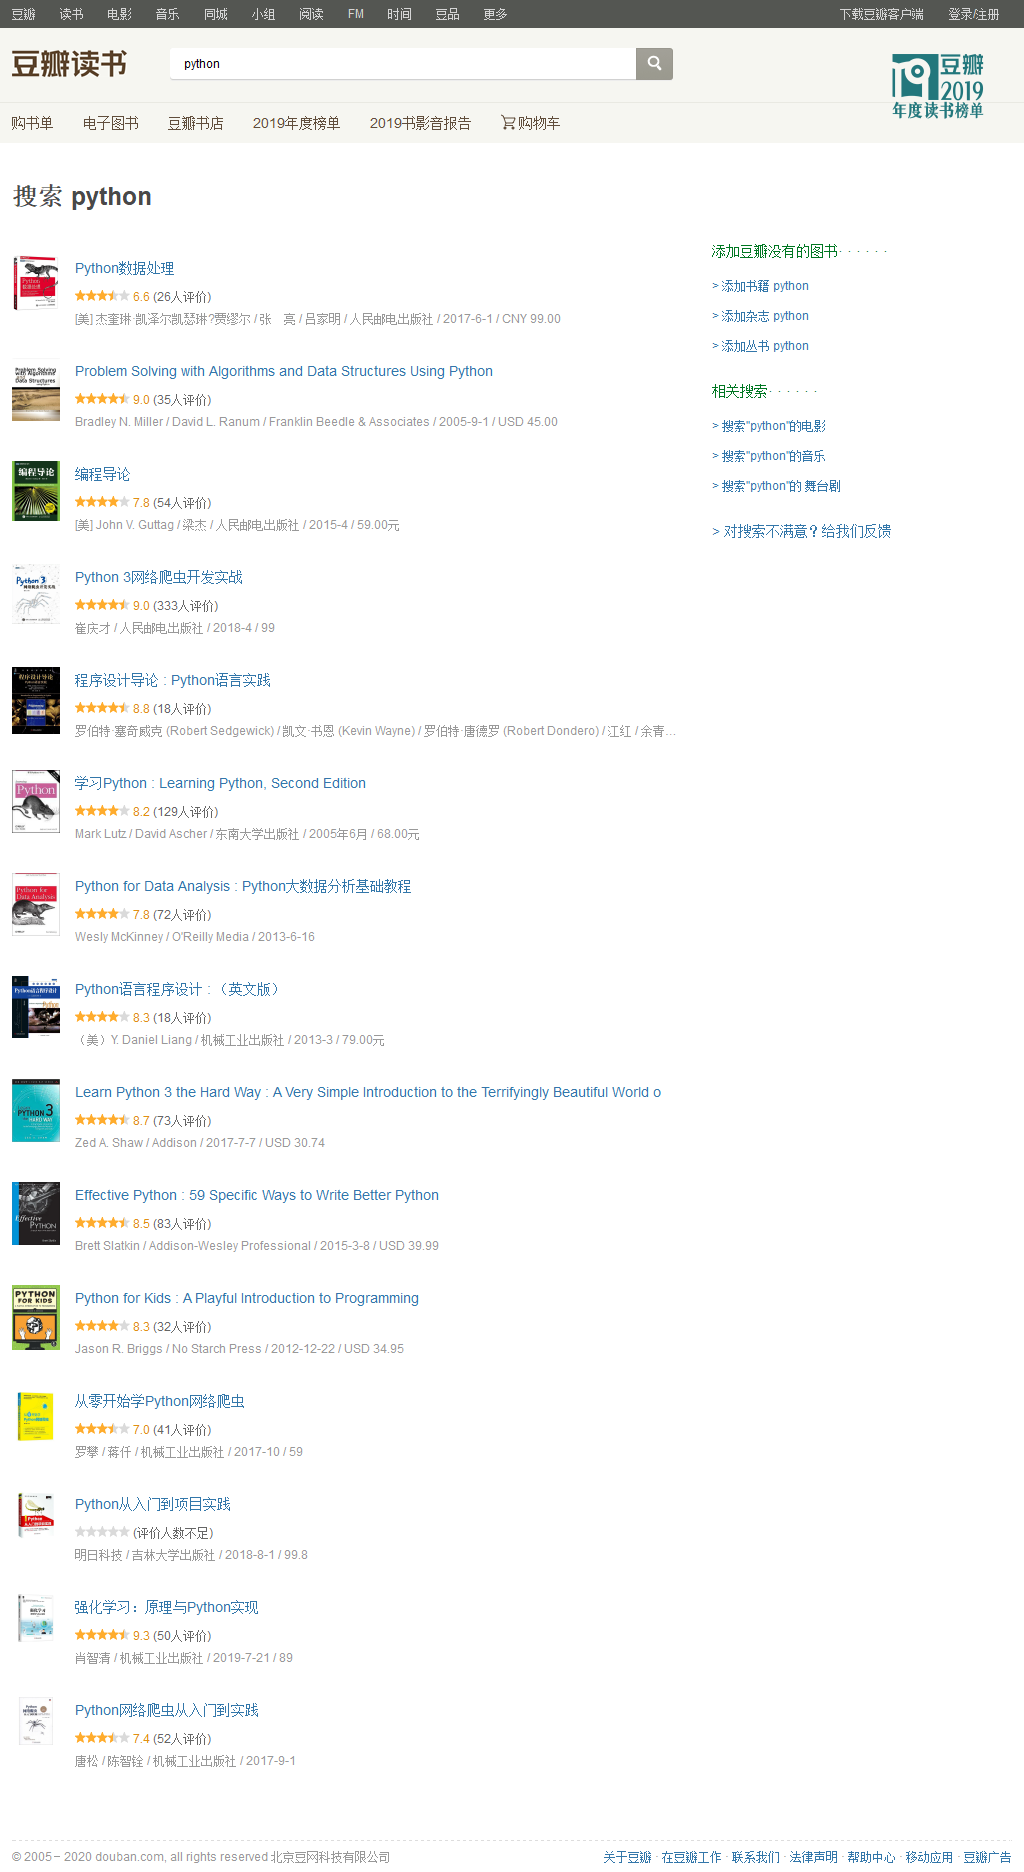 豆瓣 读书 电影 音乐 同城 小组 阅读 FM 时间 豆品 更多 下载豆瓣客户端 登录/注册
豆瓣读书
python
豆瓣
2019
年度读书榜单
购书单 电子图书 豆瓣书店 2019年度榜单 2019书影音报告 购物车
搜索 python
Python数据处理
6.6 (26人评价)
[美] 杰奎琳·凯泽尔凯瑟琳?贾缪尔 / 张　亮 / 吕家明 / 人民邮电出版社 / 2017-6-1 / CNY 99.00
Problem Solving with Algorithms and Data Structures Using Python
9.0 (35人评价)
Bradley N. Miller / David L. Ranum / Franklin Beedle & Associates / 2005-9-1 / USD 45.00
编程导论
7.8 (54人评价)
[美] John V. Guttag / 梁杰 / 人民邮电出版社 / 2015-4 / 59.00元
Python 3网络爬虫开发实战
9.0 (333人评价)
崔庆才 / 人民邮电出版社 / 2018-4 / 99
程序设计导论 : Python语言实践
8.8 (18人评价)
罗伯特·塞奇威克 (Robert Sedgewick) / 凯文·书恩 (Kevin Wayne) / 罗伯特·唐德罗 (Robert Dondero) / 江红 / 余青...
学习Python : Learning Python, Second Edition
8.2 (129人评价)
Mark Lutz / David Ascher / 东南大学出版社 / 2005年6月 / 68.00元
Python for Data Analysis : Python大数据分析基础教程
7.8 (72人评价)
Wesly McKinney / O'Reilly Media / 2013-6-16
Python语言程序设计 : （英文版）
8.3 (18人评价)
（美）Y. Daniel Liang / 机械工业出版社 / 2013-3 / 79.00元
Learn Python 3 the Hard Way : A Very Simple Introduction to the Terrifyingly Beautiful World o
8.7 (73人评价)
Zed A. Shaw / Addison / 2017-7-7 / USD 30.74
Effective Python : 59 Specific Ways to Write Better Python
8.5 (83人评价)
Brett Slatkin / Addison-Wesley Professional / 2015-3-8 / USD 39.99
Python for Kids : A Playful Introduction to Programming
8.3 (32人评价)
Jason R. Briggs / No Starch Press / 2012-12-22 / USD 34.95
从零开始学Python网络爬虫
7.0 (41人评价)
罗攀 / 蒋仟 / 机械工业出版社 / 2017-10 / 59
Python从入门到项目实践
(评价人数不足)
明日科技 / 吉林大学出版社 / 2018-8-1 / 99.8
强化学习：原理与Python实现
9.3 (50人评价)
肖智清 / 机械工业出版社 / 2019-7-21 / 89
Python网络爬虫从入门到实践
7.4 (52人评价)
唐松 / 陈智铨 / 机械工业出版社 / 2017-9-1
添加豆瓣没有的图书 · · · · · ·
> 添加书籍 python
> 添加杂志 python
> 添加丛书 python
相关搜索 · · · · · ·
> 搜索"python"的电影
> 搜索"python"的音乐
> 搜索"python"的 舞台剧
> 对搜索不满意？给我们反馈
© 2005－2020 douban.com, all rights reserved 北京豆网科技有限公司
关于豆瓣 · 在豆瓣工作 · 联系我们 · 法律声明 · 帮助中心 · 移动应用 · 豆瓣广告